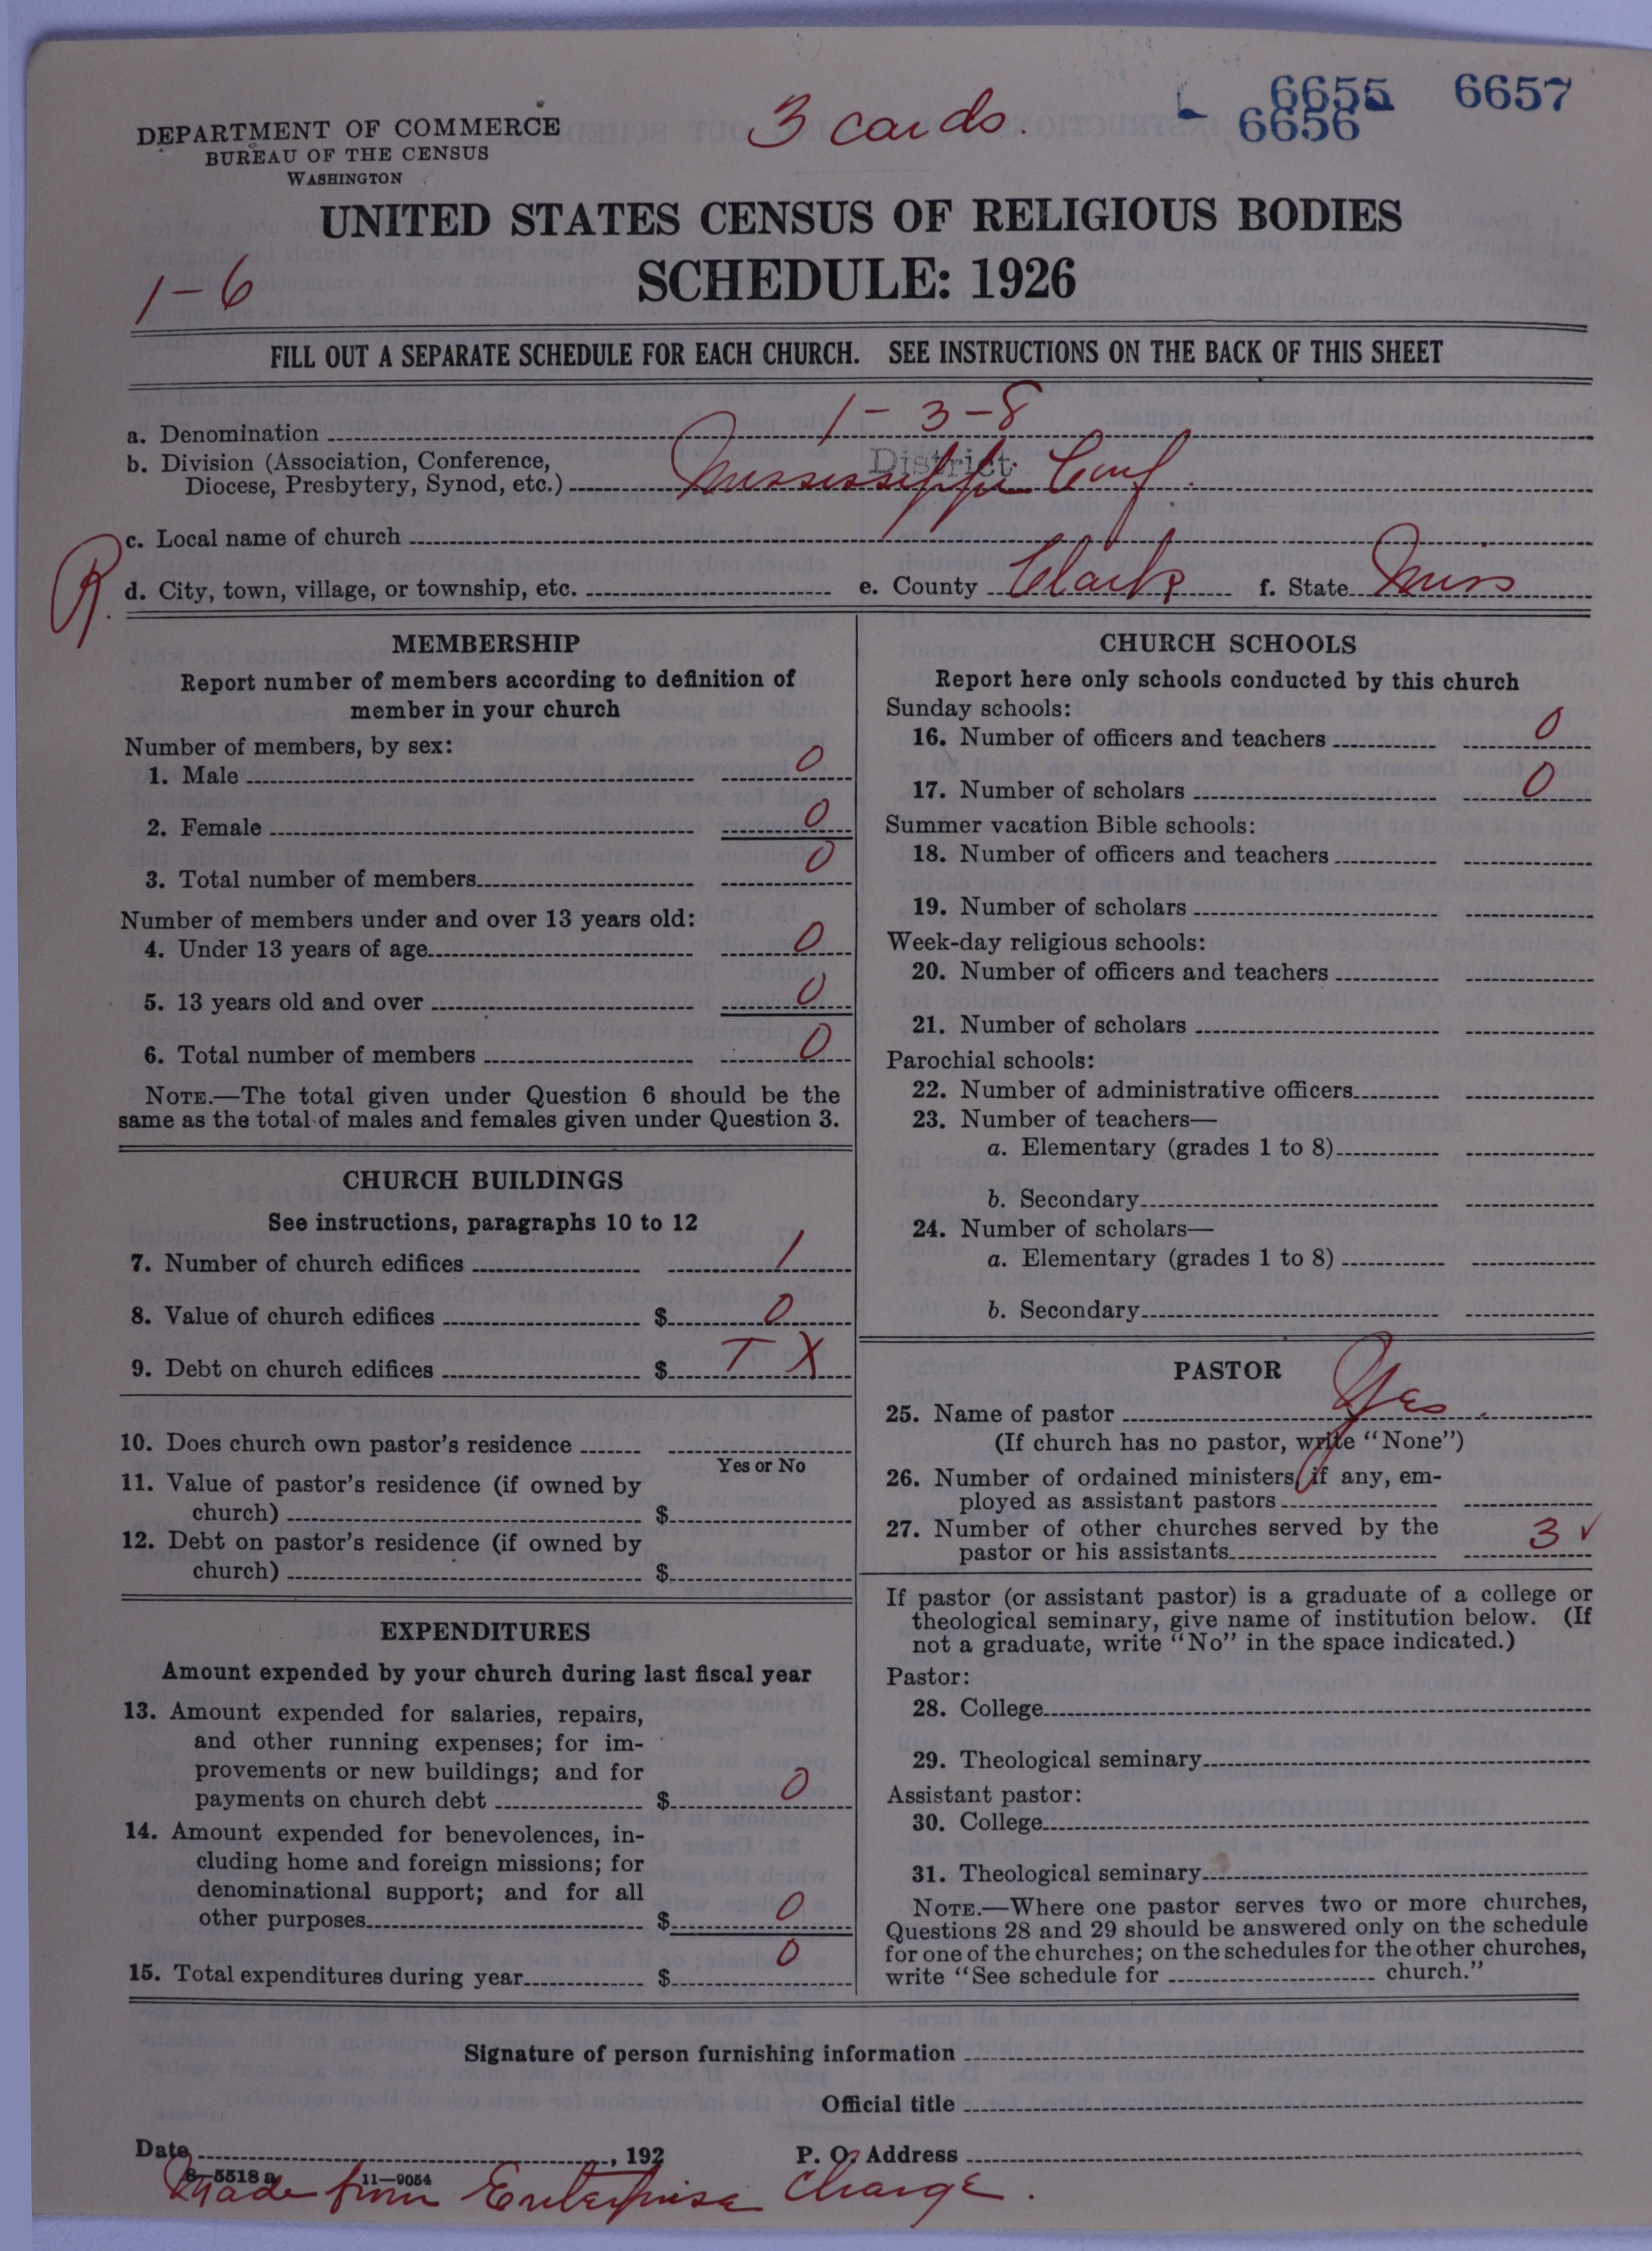 3 cards.
6655 6657
6656
DEPARTMENT OF COMMERCE
BUREAU OF THE CENSUS
WASHINGTON
UNITED STATES CENSUS OF RELIGIOUS BODIES
SCHEDULE: 1926
1-6
FILL OUT A SEPARATE SCHEDULE FOR EACH CHURCH. SEE INSTRUCTIONS ON THE BACK OF THIS SHEET
a. Denomination 1-3-8
b. Division (Association, Conference,
Diocese, Presbytery, Synod, etc.) District Mississippi Conf.
c. Local name of church
R.
d. City, town, village, or township, etc. e. County Clark f. State Miss
MEMBERSHIP
Report number of members according to definition of
member in your church
Number of members, by sex:
1. Male 0
2. Female 0
3. Total number of members 0
Number of members under and over 13 years old:
4. Under 13 years of age 0
5. 13 years old and over 0
6. Total number of members 0
NOTE.—The total given under Question 6 should be the
same as the total of males and females given under Question 3.
CHURCH BUILDINGS
See instructions, paragraphs 10 to 12
7. Number of church edifices 1
8. Value of church edifices $ 0
9. Debt on church edifices $ T X
10. Does church own pastor's residence
Yes or No
11. Value of pastor's residence (if owned by
church) $
12. Debt on pastor's residence (if owned by
church) $
EXPENDITURES
Amount expended by your church during last fiscal year
13. Amount expended for salaries, repairs,
and other running expenses; for im-
provements or new buildings; and for
payments on church debt $ 0
14. Amount expended for benevolences, in-
cluding home and foreign missions; for
denominational support; and for all
other purposes $ 0
15. Total expenditures during year $ 0
CHURCH SCHOOLS
Report here only schools conducted by this church
Sunday schools:
16. Number of officers and teachers 0
17. Number of scholars 0
Summer vacation Bible schools:
18. Number of officers and teachers
19. Number of scholars
Week-day religious schools:
20. Number of officers and teachers
21. Number of scholars
Parochial schools:
22. Number of administrative officers
23. Number of teachers—
a. Elementary (grades 1 to 8)
b. Secondary
24. Number of scholars—
a. Elementary (grades 1 to 8)
b. Secondary
PASTOR
25. Name of pastor Yes.
(If church has no pastor, write "None")
26. Number of ordained ministers, if any, em-
ployed as assistant pastors
27. Number of other churches served by the
pastor or his assistants 3 ✓
If pastor (or assistant pastor) is a graduate of a college or
theological seminary, give name of institution below. (If
not a graduate, write "No" in the space indicated.)
Pastor:
28. College
29. Theological seminary
Assistant pastor:
30. College
31. Theological seminary
NOTE.—Where one pastor serves two or more churches,
Questions 28 and 29 should be answered only on the schedule
for one of the churches; on the schedules for the other churches,
write "See schedule for church."
Signature of person furnishing information
Official title
Date , 192 P. O. Address
8—5518 a 11—9054
Made from Enterprise Charge.